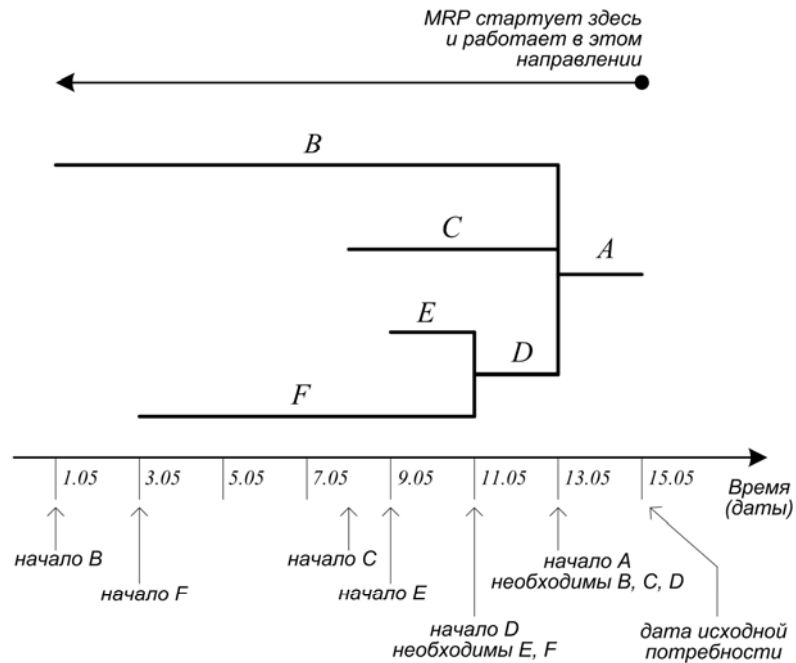 MRP стартует здесь
и работает в этом
направлении
B
C
A
E
D
F
1.05 3.05 5.05 7.05 9.05 11.05 13.05 15.05
Время
(даты)
начало B
начало F
начало C
начало E
начало D
необходимы E, F
начало A
необходимы B, C, D
дата исходной
потребности